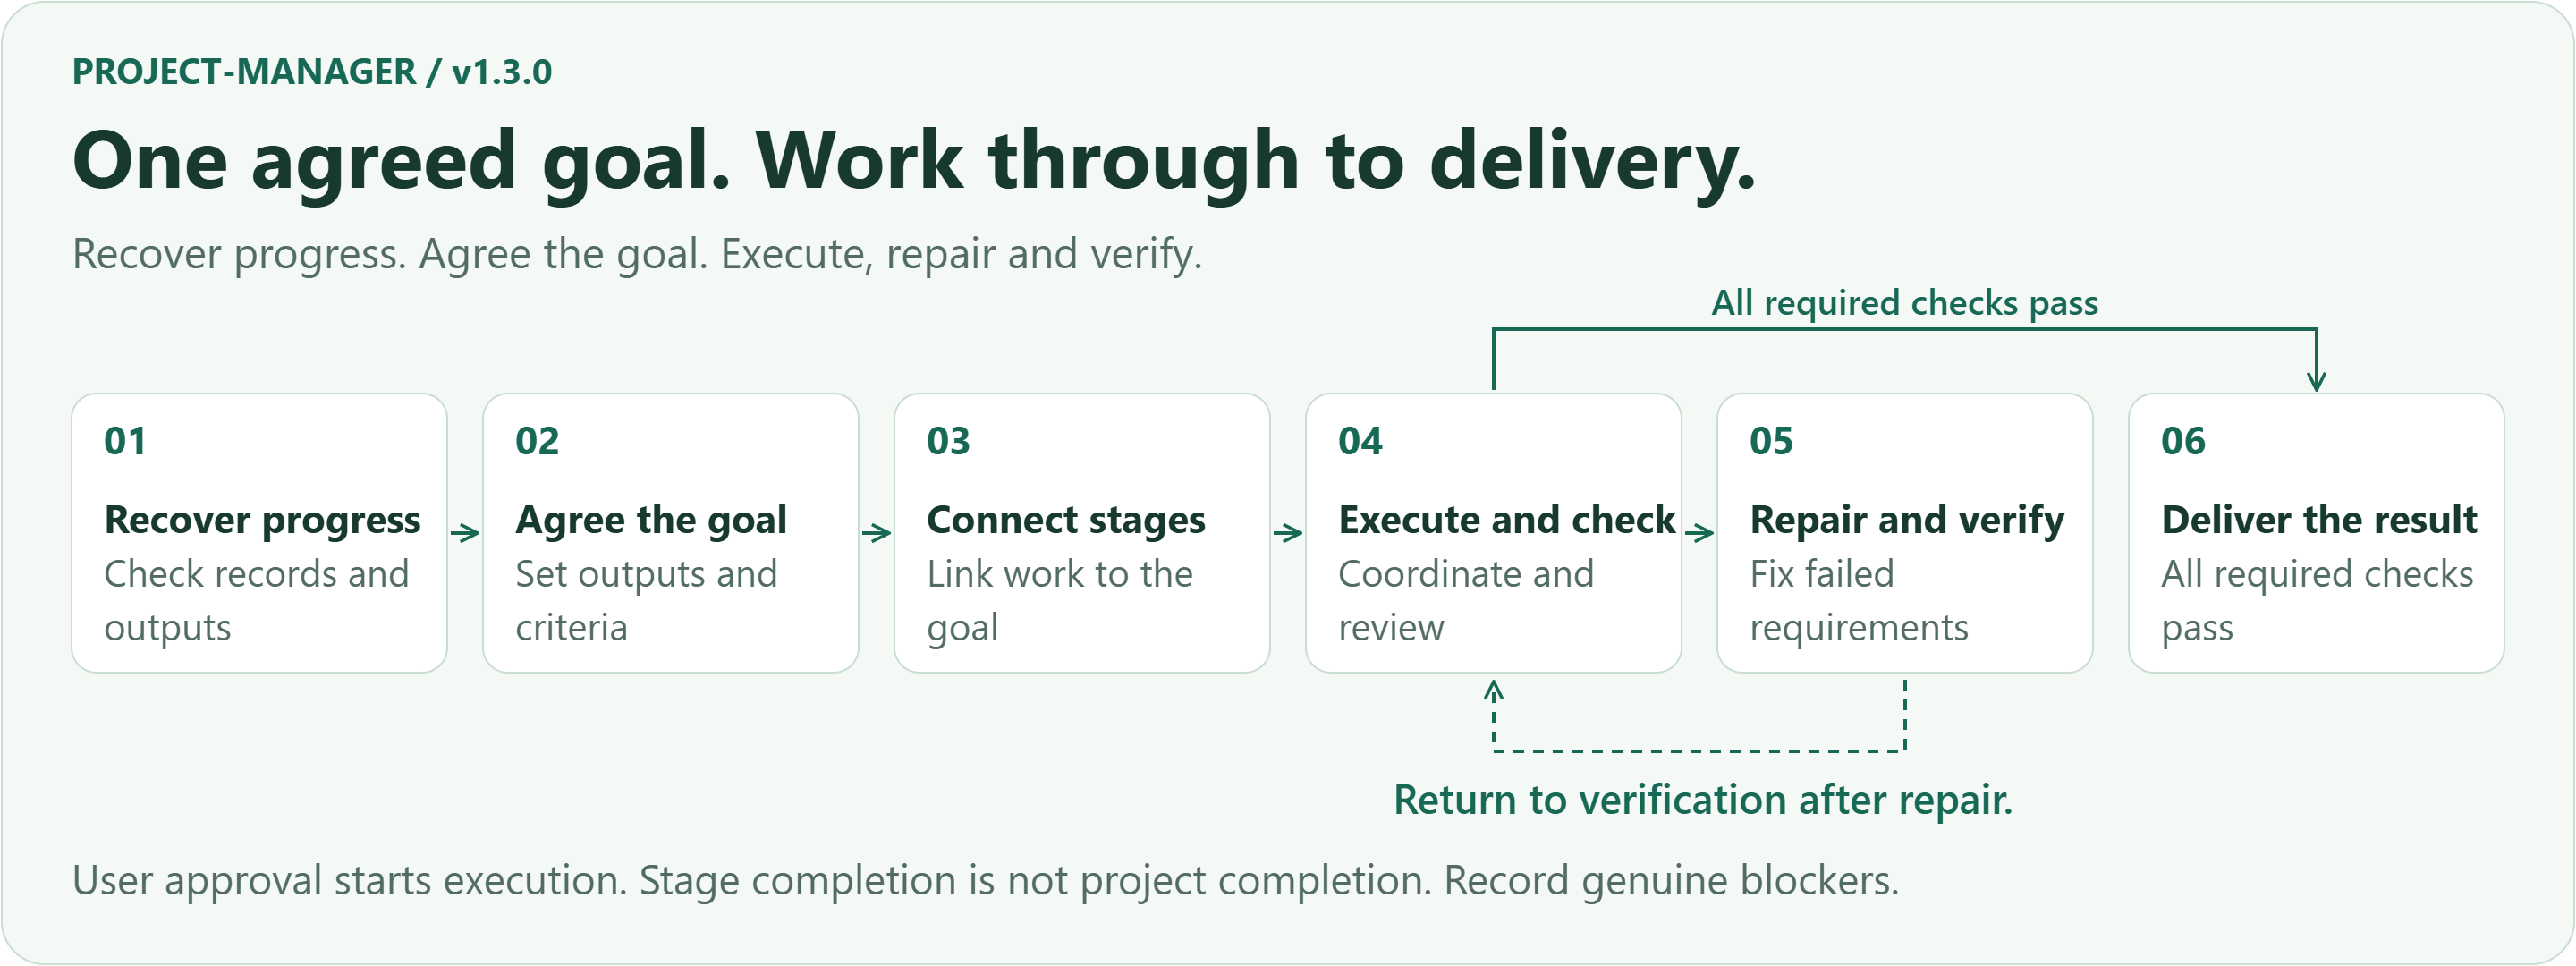 PROJECT-MANAGER / v1.3.0
One agreed goal. Work through to delivery.
Recover progress. Agree the goal. Execute, repair and verify.
All required checks pass
01
Recover progress
Check records and
outputs
02
Agree the goal
Set outputs and
criteria
03
Connect stages
Link work to the
goal
04
Execute and check
Coordinate and
review
05
Repair and verify
Fix failed
requirements
06
Deliver the result
All required checks
pass
Return to verification after repair.
User approval starts execution. Stage completion is not project completion. Record genuine blockers.